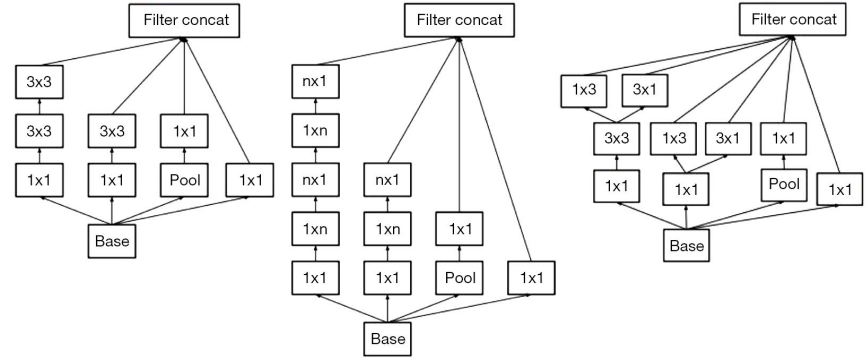 Filter concat
3x3
3x3
3x3
1x1
1x1
1x1
Pool
1x1
Base
Filter concat
nx1
1xn
nx1
nx1
1xn
1xn
1x1
1x1
1x1
Pool
1x1
Base
Filter concat
1x3
3x1
3x3
1x3
3x1
1x1
1x1
1x1
Pool
1x1
Base